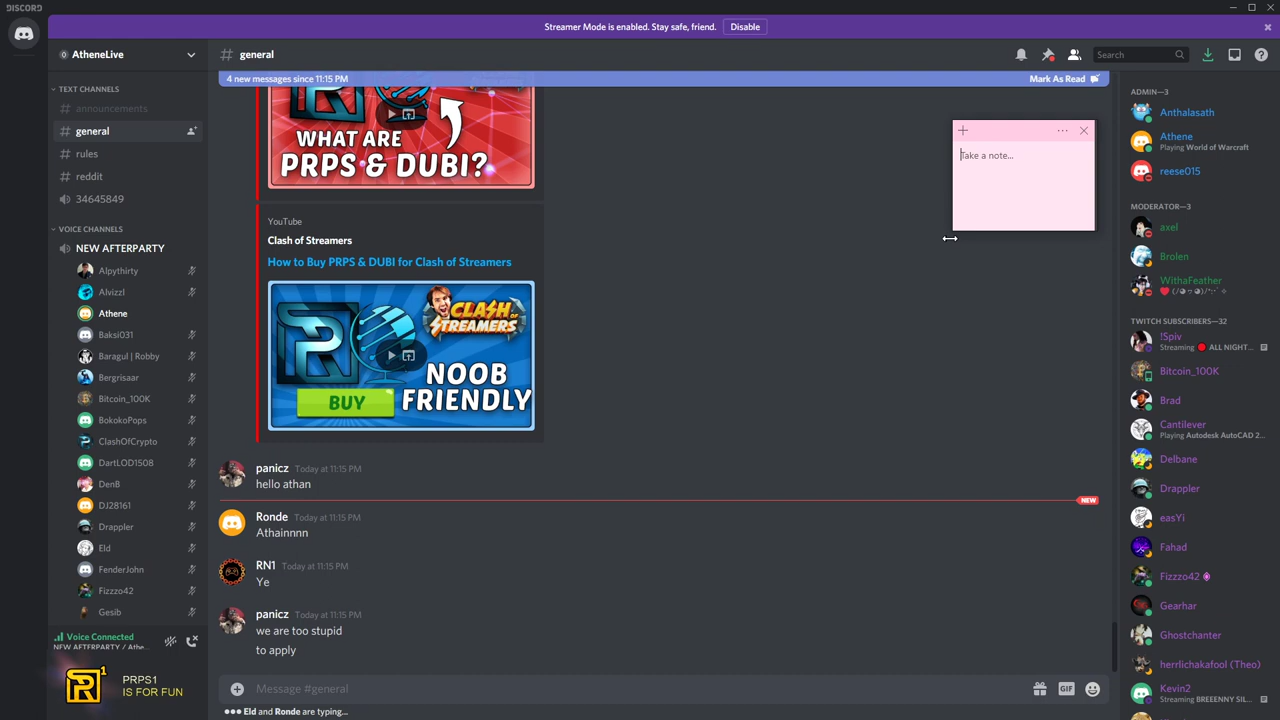 DISCORD
Streamer Mode is enabled. Stay safe, friend. Disable
AtheneLive
general
Search
TEXT CHANNELS
announcements
general
rules
reddit
34645849
VOICE CHANNELS
NEW AFTERPARTY
Alpythirty
Alvizzl
Athene
Baksi031
Baragul | Robby
Bergrisaar
Bitcoin_100K
BokokoPops
ClashOfCrypto
DartLOD1508
DenB
DJ28161
Drappler
Eld
FenderJohn
Fizzzo42
Gesib
Voice Connected
NEW AFTERPARTY / Athe...
PRPS1
IS FOR FUN
4 new messages since 11:15 PM
Mark As Read
WHAT ARE
PRPS & DUBI?
YouTube
Clash of Streamers
How to Buy PRPS & DUBI for Clash of Streamers
CLASH
OF
STREAMERS
NOOB
FRIENDLY
BUY
panicz Today at 11:15 PM
hello athan
NEW
Ronde Today at 11:15 PM
Athainnnn
RN1 Today at 11:15 PM
Ye
panicz Today at 11:15 PM
we are too stupid
to apply
Message #general
GIF
Eld and Ronde are typing...
Take a note...
ADMIN—3
Anthalasath
Athene
Playing World of Warcraft
reese015
MODERATOR—3
axel
Brolen
WithaFeather
TWITCH SUBSCRIBERS—32
!Spiv
Streaming 🔴 ALL NIGHT...
Bitcoin_100K
Brad
Cantilever
Playing Autodesk AutoCAD 2...
Delbane
Drappler
easYi
Fahad
Fizzzo42
Gearhar
Ghostchanter
herrlichakafool (Theo)
Kevin2
Streaming BREEENNY SIL...